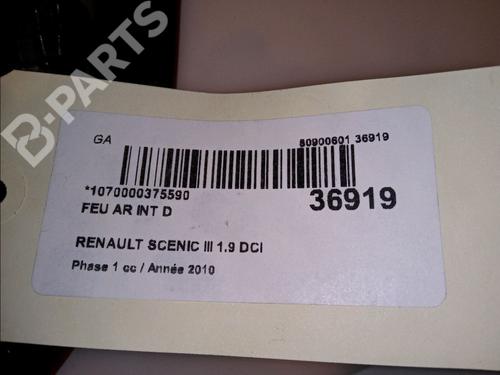 B-PARTS
GA
80900601 36919
*1070000375590
36919
FEU AR INT D
RENAULT SCENIC III 1.9 DCI
Phase 1 cc / Année 2010